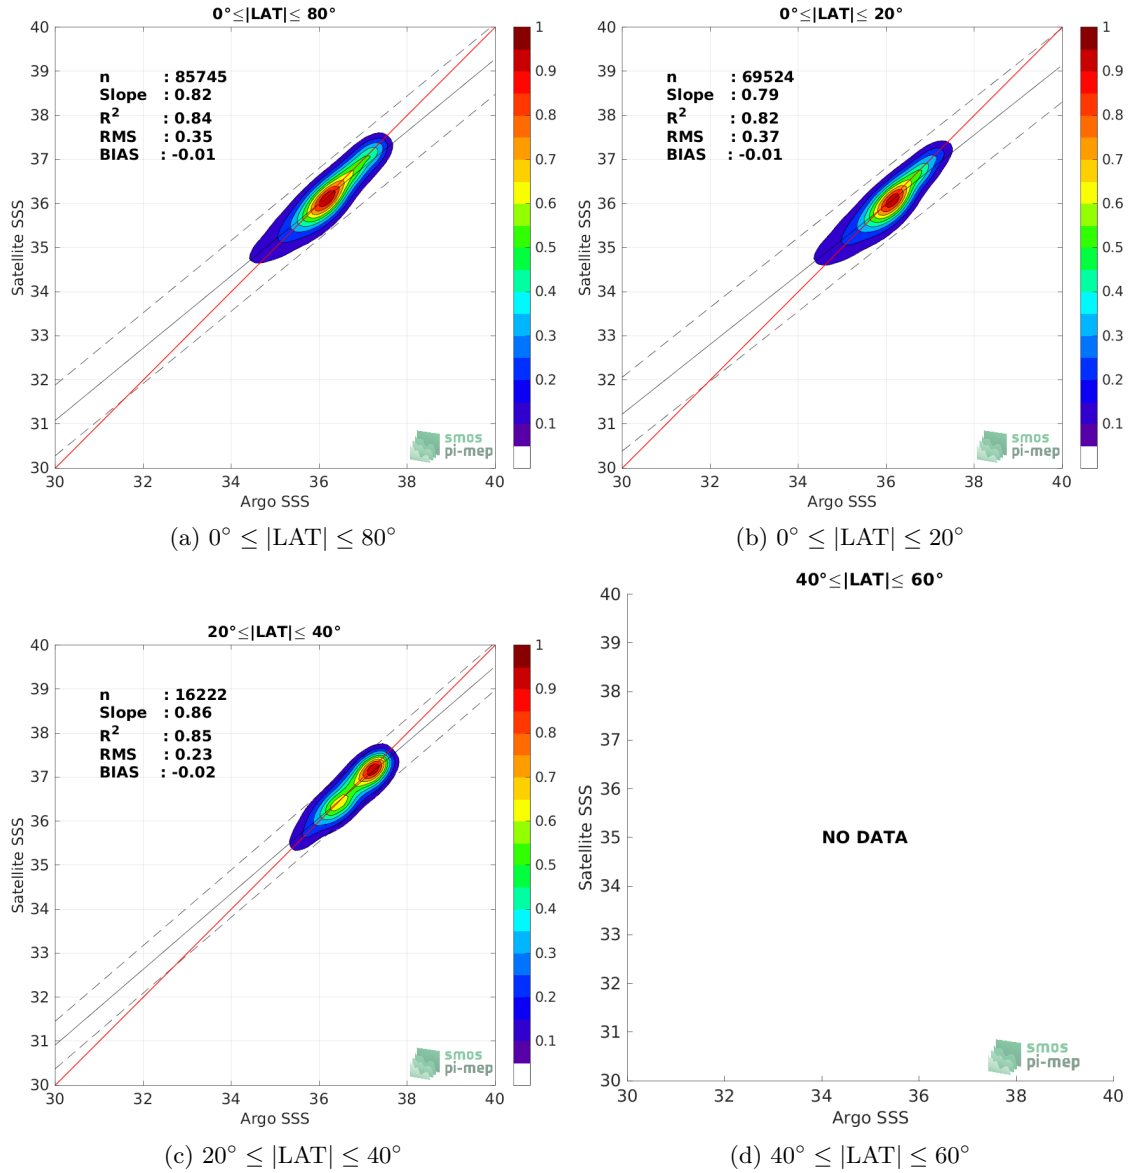 0°≤|LAT|≤ 80°
40
39
38
37
36
35
34
33
32
31
30
Satellite SSS
n : 85745
Slope : 0.82
R² : 0.84
RMS : 0.35
BIAS : -0.01
smos
pi-mep
30 32 34 36 38 40
Argo SSS
1
0.9
0.8
0.7
0.6
0.5
0.4
0.3
0.2
0.1
(a) 0° ≤ |LAT| ≤ 80°
0°≤|LAT|≤ 20°
40
39
38
37
36
35
34
33
32
31
30
Satellite SSS
n : 69524
Slope : 0.79
R² : 0.82
RMS : 0.37
BIAS : -0.01
smos
pi-mep
30 32 34 36 38 40
Argo SSS
1
0.9
0.8
0.7
0.6
0.5
0.4
0.3
0.2
0.1
(b) 0° ≤ |LAT| ≤ 20°
20°≤|LAT|≤ 40°
40
39
38
37
36
35
34
33
32
31
30
Satellite SSS
n : 16222
Slope : 0.86
R² : 0.85
RMS : 0.23
BIAS : -0.02
smos
pi-mep
30 32 34 36 38 40
Argo SSS
1
0.9
0.8
0.7
0.6
0.5
0.4
0.3
0.2
0.1
(c) 20° ≤ |LAT| ≤ 40°
40°≤|LAT|≤ 60°
40
39
38
37
36
35
34
33
32
31
30
Satellite SSS
NO DATA
smos
pi-mep
30 32 34 36 38 40
Argo SSS
(d) 40° ≤ |LAT| ≤ 60°